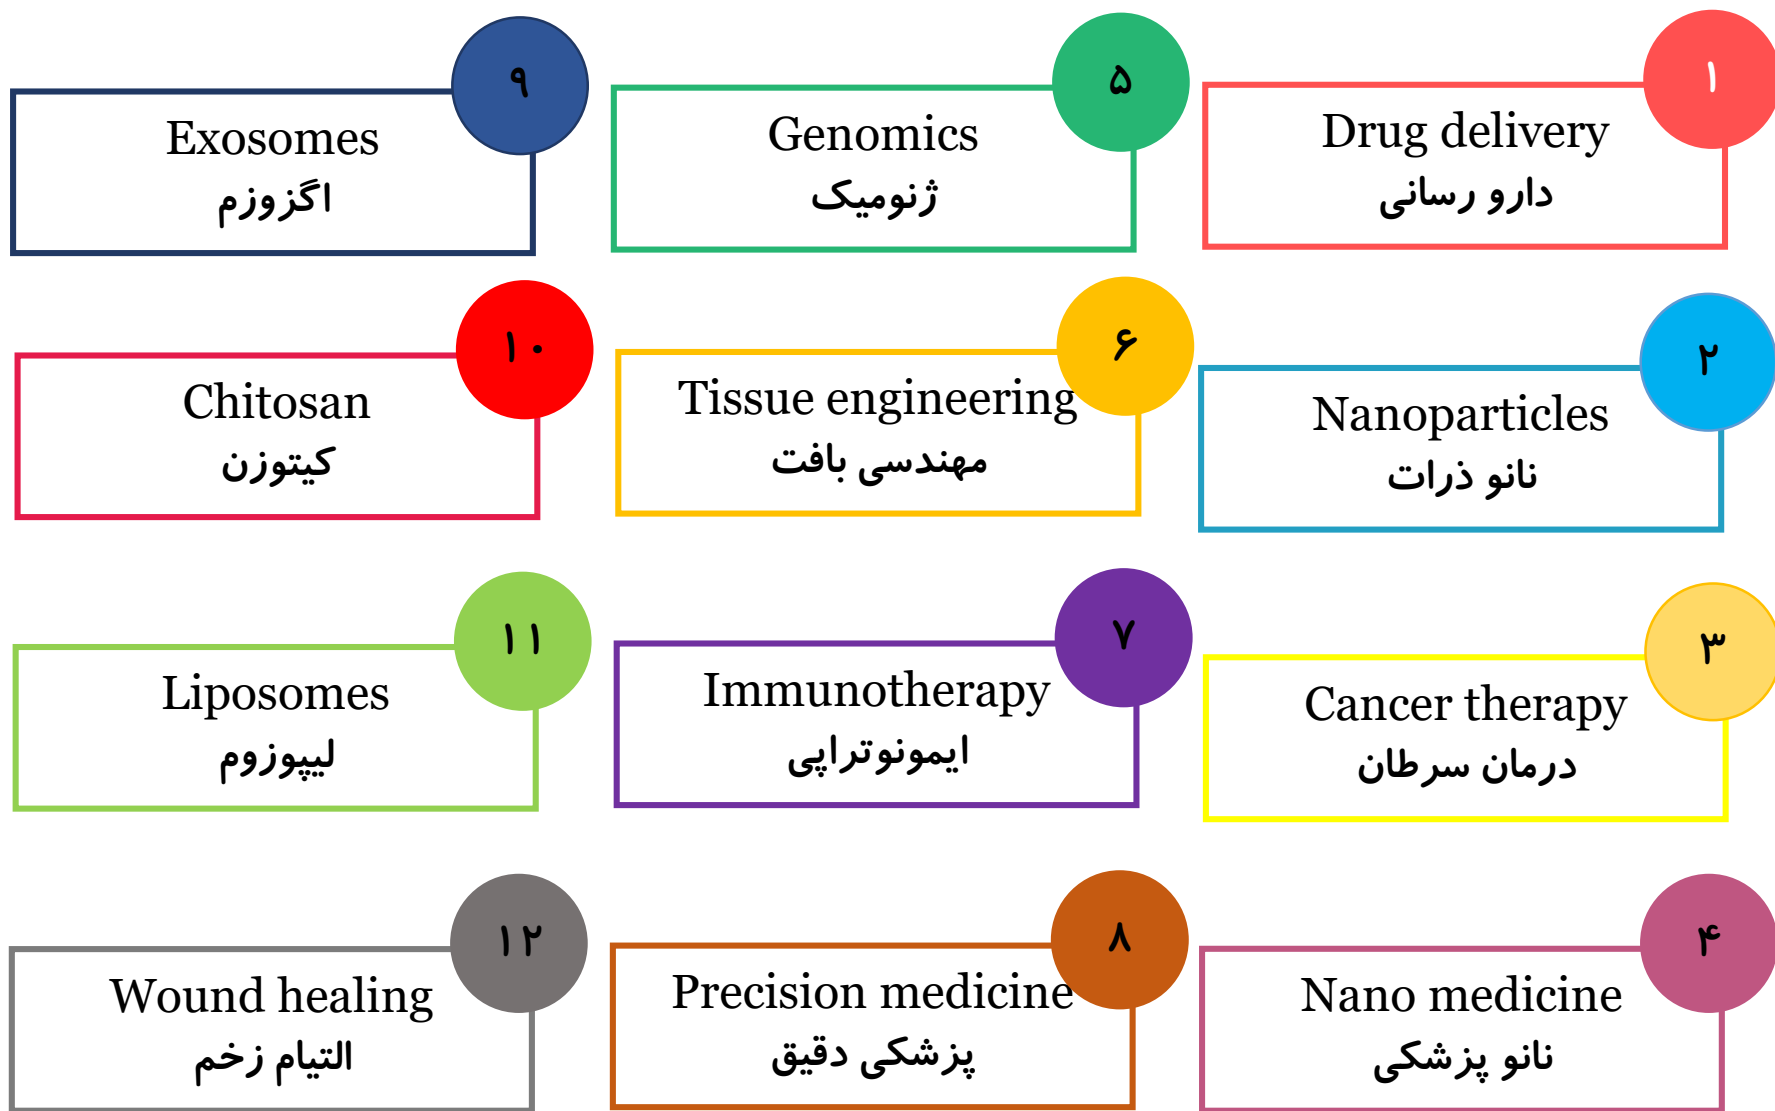 ۱
Drug delivery
دارو رسانی
۲
Nanoparticles
نانو ذرات
۳
Cancer therapy
درمان سرطان
۴
Nano medicine
نانو پزشکی
۵
Genomics
ژنومیک
۶
Tissue engineering
مهندسی بافت
۷
Immunotherapy
ایمونوتراپی
۸
Precision medicine
پزشکی دقیق
۹
Exosomes
اگزوزم
۱۰
Chitosan
کیتوزن
۱۱
Liposomes
لیپوزوم
۱۲
Wound healing
التیام زخم